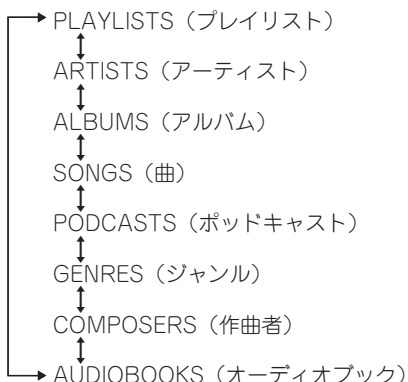 PLAYLISTS（プレイリスト）
ARTISTS（アーティスト）
ALBUMS（アルバム）
SONGS（曲）
PODCASTS（ポッドキャスト）
GENRES（ジャンル）
COMPOSERS（作曲者）
AUDIOBOOKS（オーディオブック）